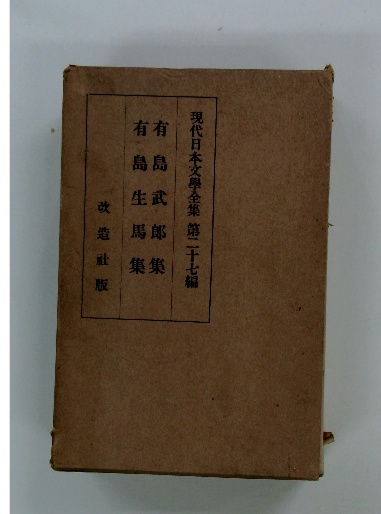 現代日本文學全集 第二十七編
有島武郎集
有島生馬集
改造社版